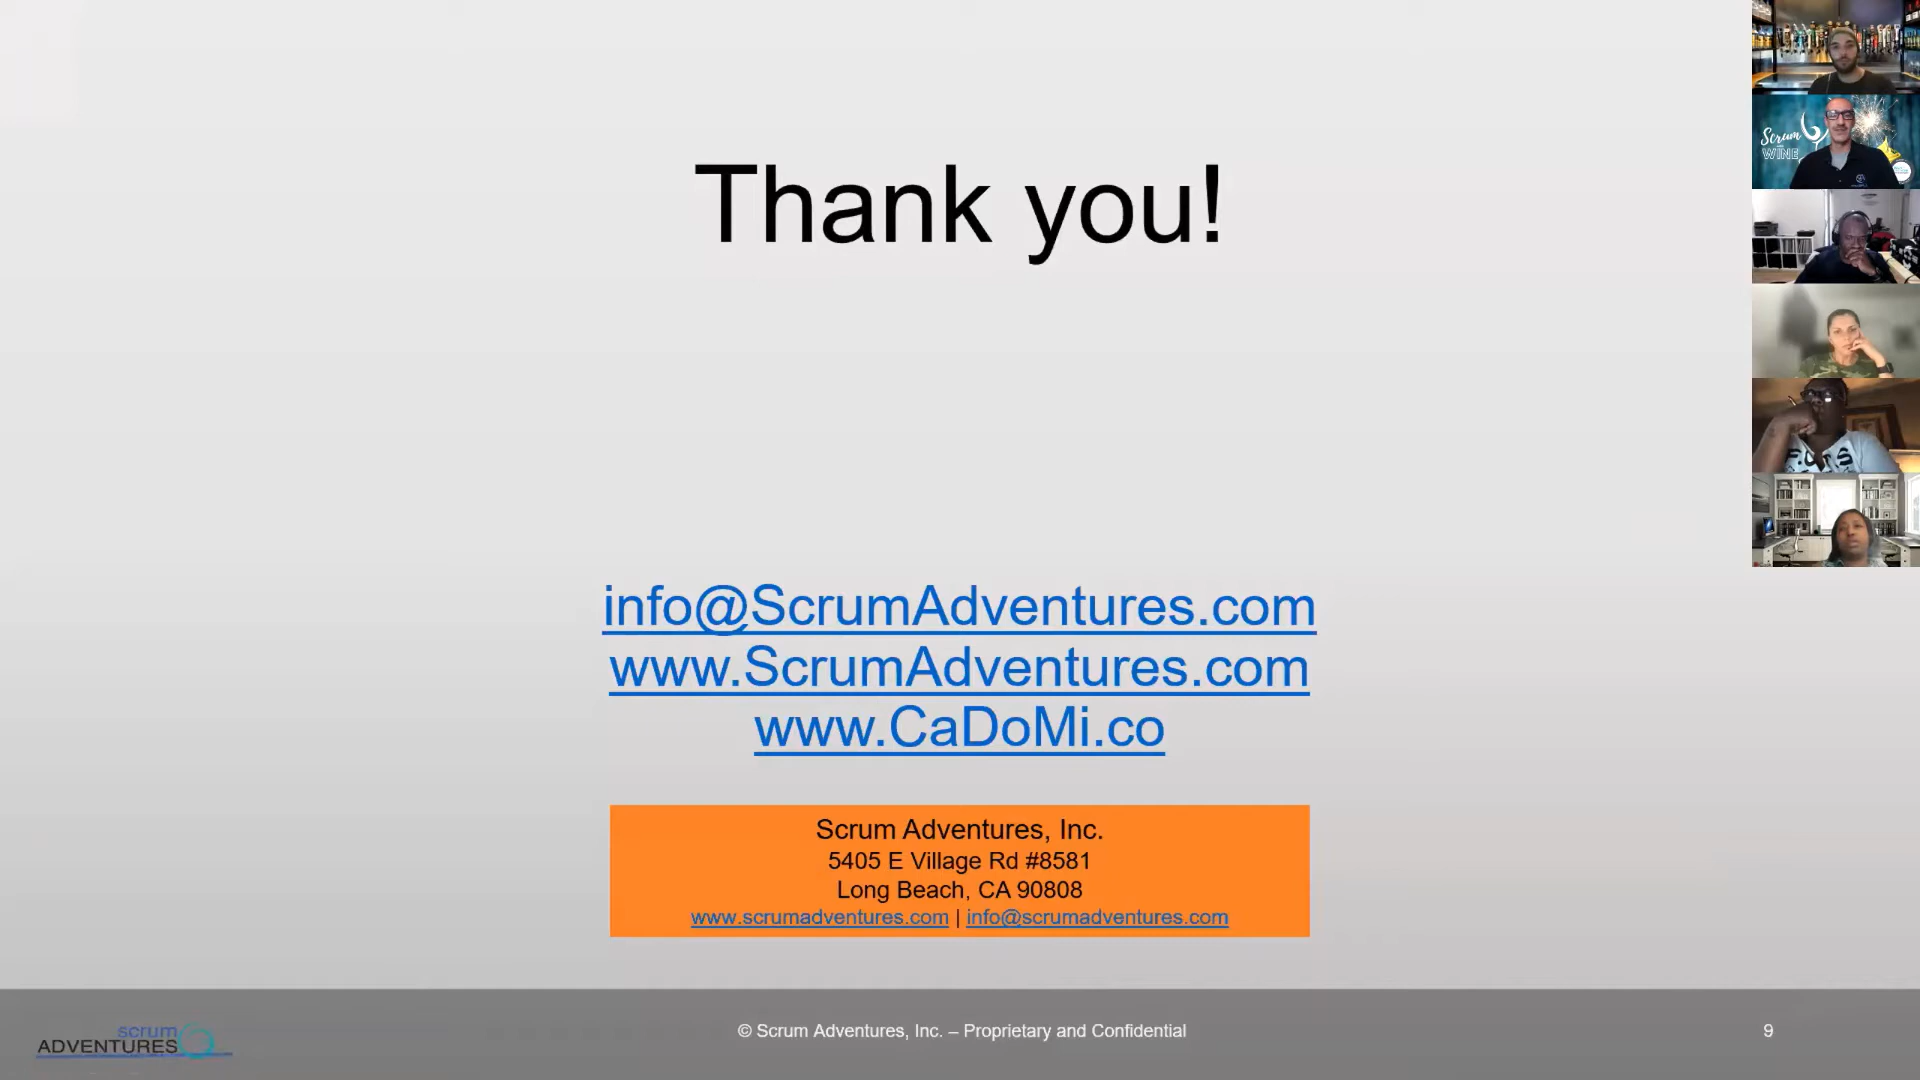 Thank you!
info@ScrumAdventures.com
www.ScrumAdventures.com
www.CaDoMi.co
Scrum Adventures, Inc.
5405 E Village Rd #8581
Long Beach, CA 90808
www.scrumadventures.com | info@scrumadventures.com
scrum
ADVENTURES
© Scrum Adventures, Inc. – Proprietary and Confidential
9
Scrum
WINE